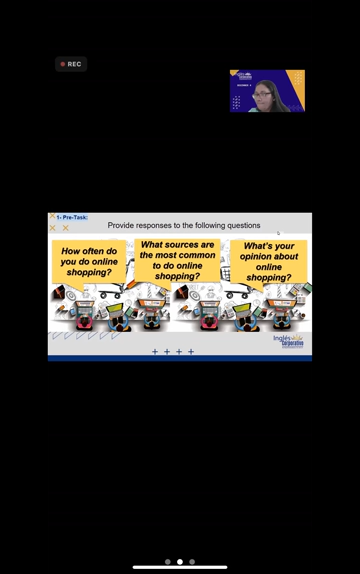 REC
1- Pre-Task:
Provide responses to the following questions
How often do
you do online
shopping?
What sources are
the most common
to do online
shopping?
What's your
opinion about
online
shopping?
Inglés
Corporativo